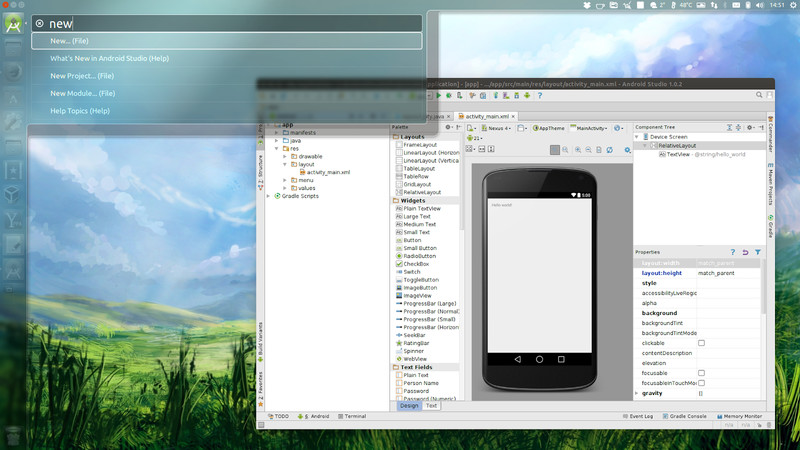 48°C
14:51
new
New... (File)
What's New in Android Studio (Help)
New Project... (File)
New Module... (File)
Help Topics (Help)
.../app/src/main/res/layout/activity_main.xml - Android Studio 1.0.2
activity_main.xml
app
manifests
java
res
drawable
layout
activity_main.xml
menu
values
Gradle Scripts
Structure
Build Variants
Favorites
Palette
Layouts
FrameLayout
LinearLayout (Horizon
LinearLayout (Vertica
TableLayout
TableRow
GridLayout
RelativeLayout
Widgets
Plain TextView
Large Text
Medium Text
Small Text
Button
Small Button
RadioButton
CheckBox
Switch
ToggleButton
ImageButton
ImageView
ProgressBar (Large)
ProgressBar (Normal)
ProgressBar (Small)
ProgressBar (Horizon
SeekBar
RatingBar
Spinner
WebView
Text Fields
Plain Text
Person Name
Password
Password (Numeric)
Design
Text
Nexus 4
AppTheme
MainActivity
21
5:00
Hello world!
Component Tree
Device Screen
RelativeLayout
TextView - @string/hello_world
Properties
layout:width
match_parent
layout:height
match_parent
style
accessibilityLiveRegio
alpha
background
backgroundTint
backgroundTintMode
clickable
contentDescription
elevation
focusable
focusableInTouchMo
gravity
[]
Commander
Maven Projects
Gradle
TODO
6: Android
Terminal
Event Log
Gradle Console
Memory Monitor
n/a
n/a